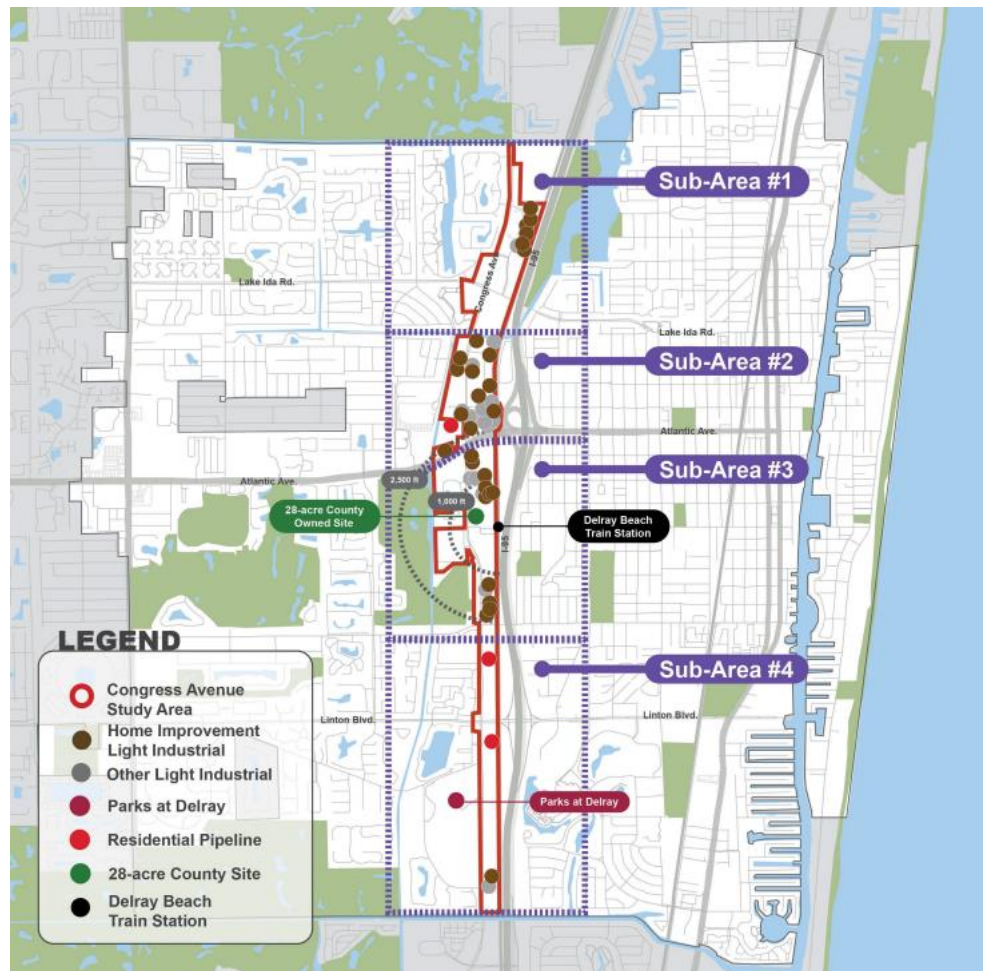 Sub-Area #1
I-95
Congress Ave
Lake Ida Rd.
Lake Ida Rd.
Sub-Area #2
Atlantic Ave.
Sub-Area #3
2,500 ft
Atlantic Ave.
1,000 ft
28-acre County
Owned Site
Delray Beach
Train Station
I-95
Sub-Area #4
Linton Blvd.
Linton Blvd.
Parks at Delray
LEGEND
Congress Avenue
Study Area
Home Improvement
Light Industrial
Other Light Industrial
Parks at Delray
Residential Pipeline
28-acre County Site
Delray Beach
Train Station